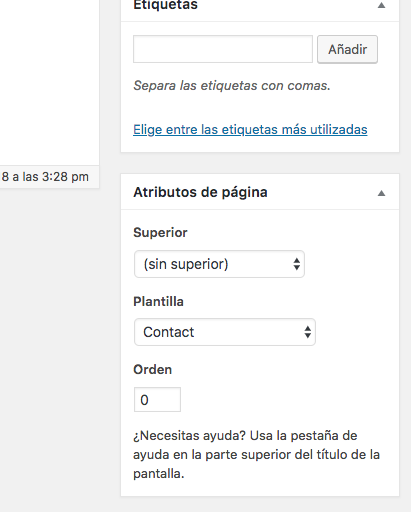 Etiquetas
Añadir
Separa las etiquetas con comas.
Elige entre las etiquetas más utilizadas
8 a las 3:28 pm
Atributos de página
Superior
(sin superior)
Plantilla
Contact
Orden
0
¿Necesitas ayuda? Usa la pestaña de
ayuda en la parte superior del título de la
pantalla.